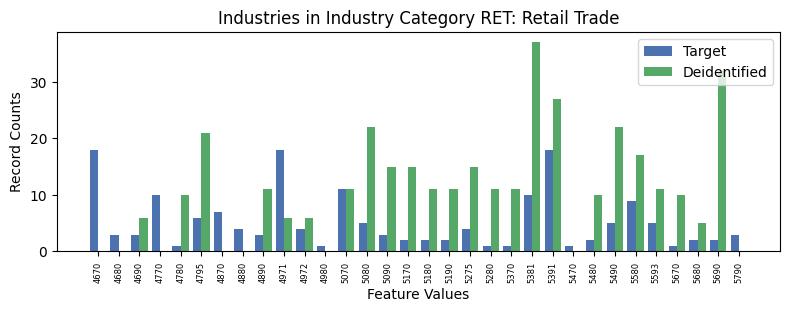 Industries in Industry Category RET: Retail Trade
Target
Deidentified
Record Counts
30
20
10
0
4670 4680 4690 4770 4780 4795 4870 4880 4890 4971 4972 4980 5070 5080 5090 5170 5180 5190 5275 5280 5370 5381 5391 5470 5480 5490 5580 5593 5670 5680 5690 5790
Feature Values